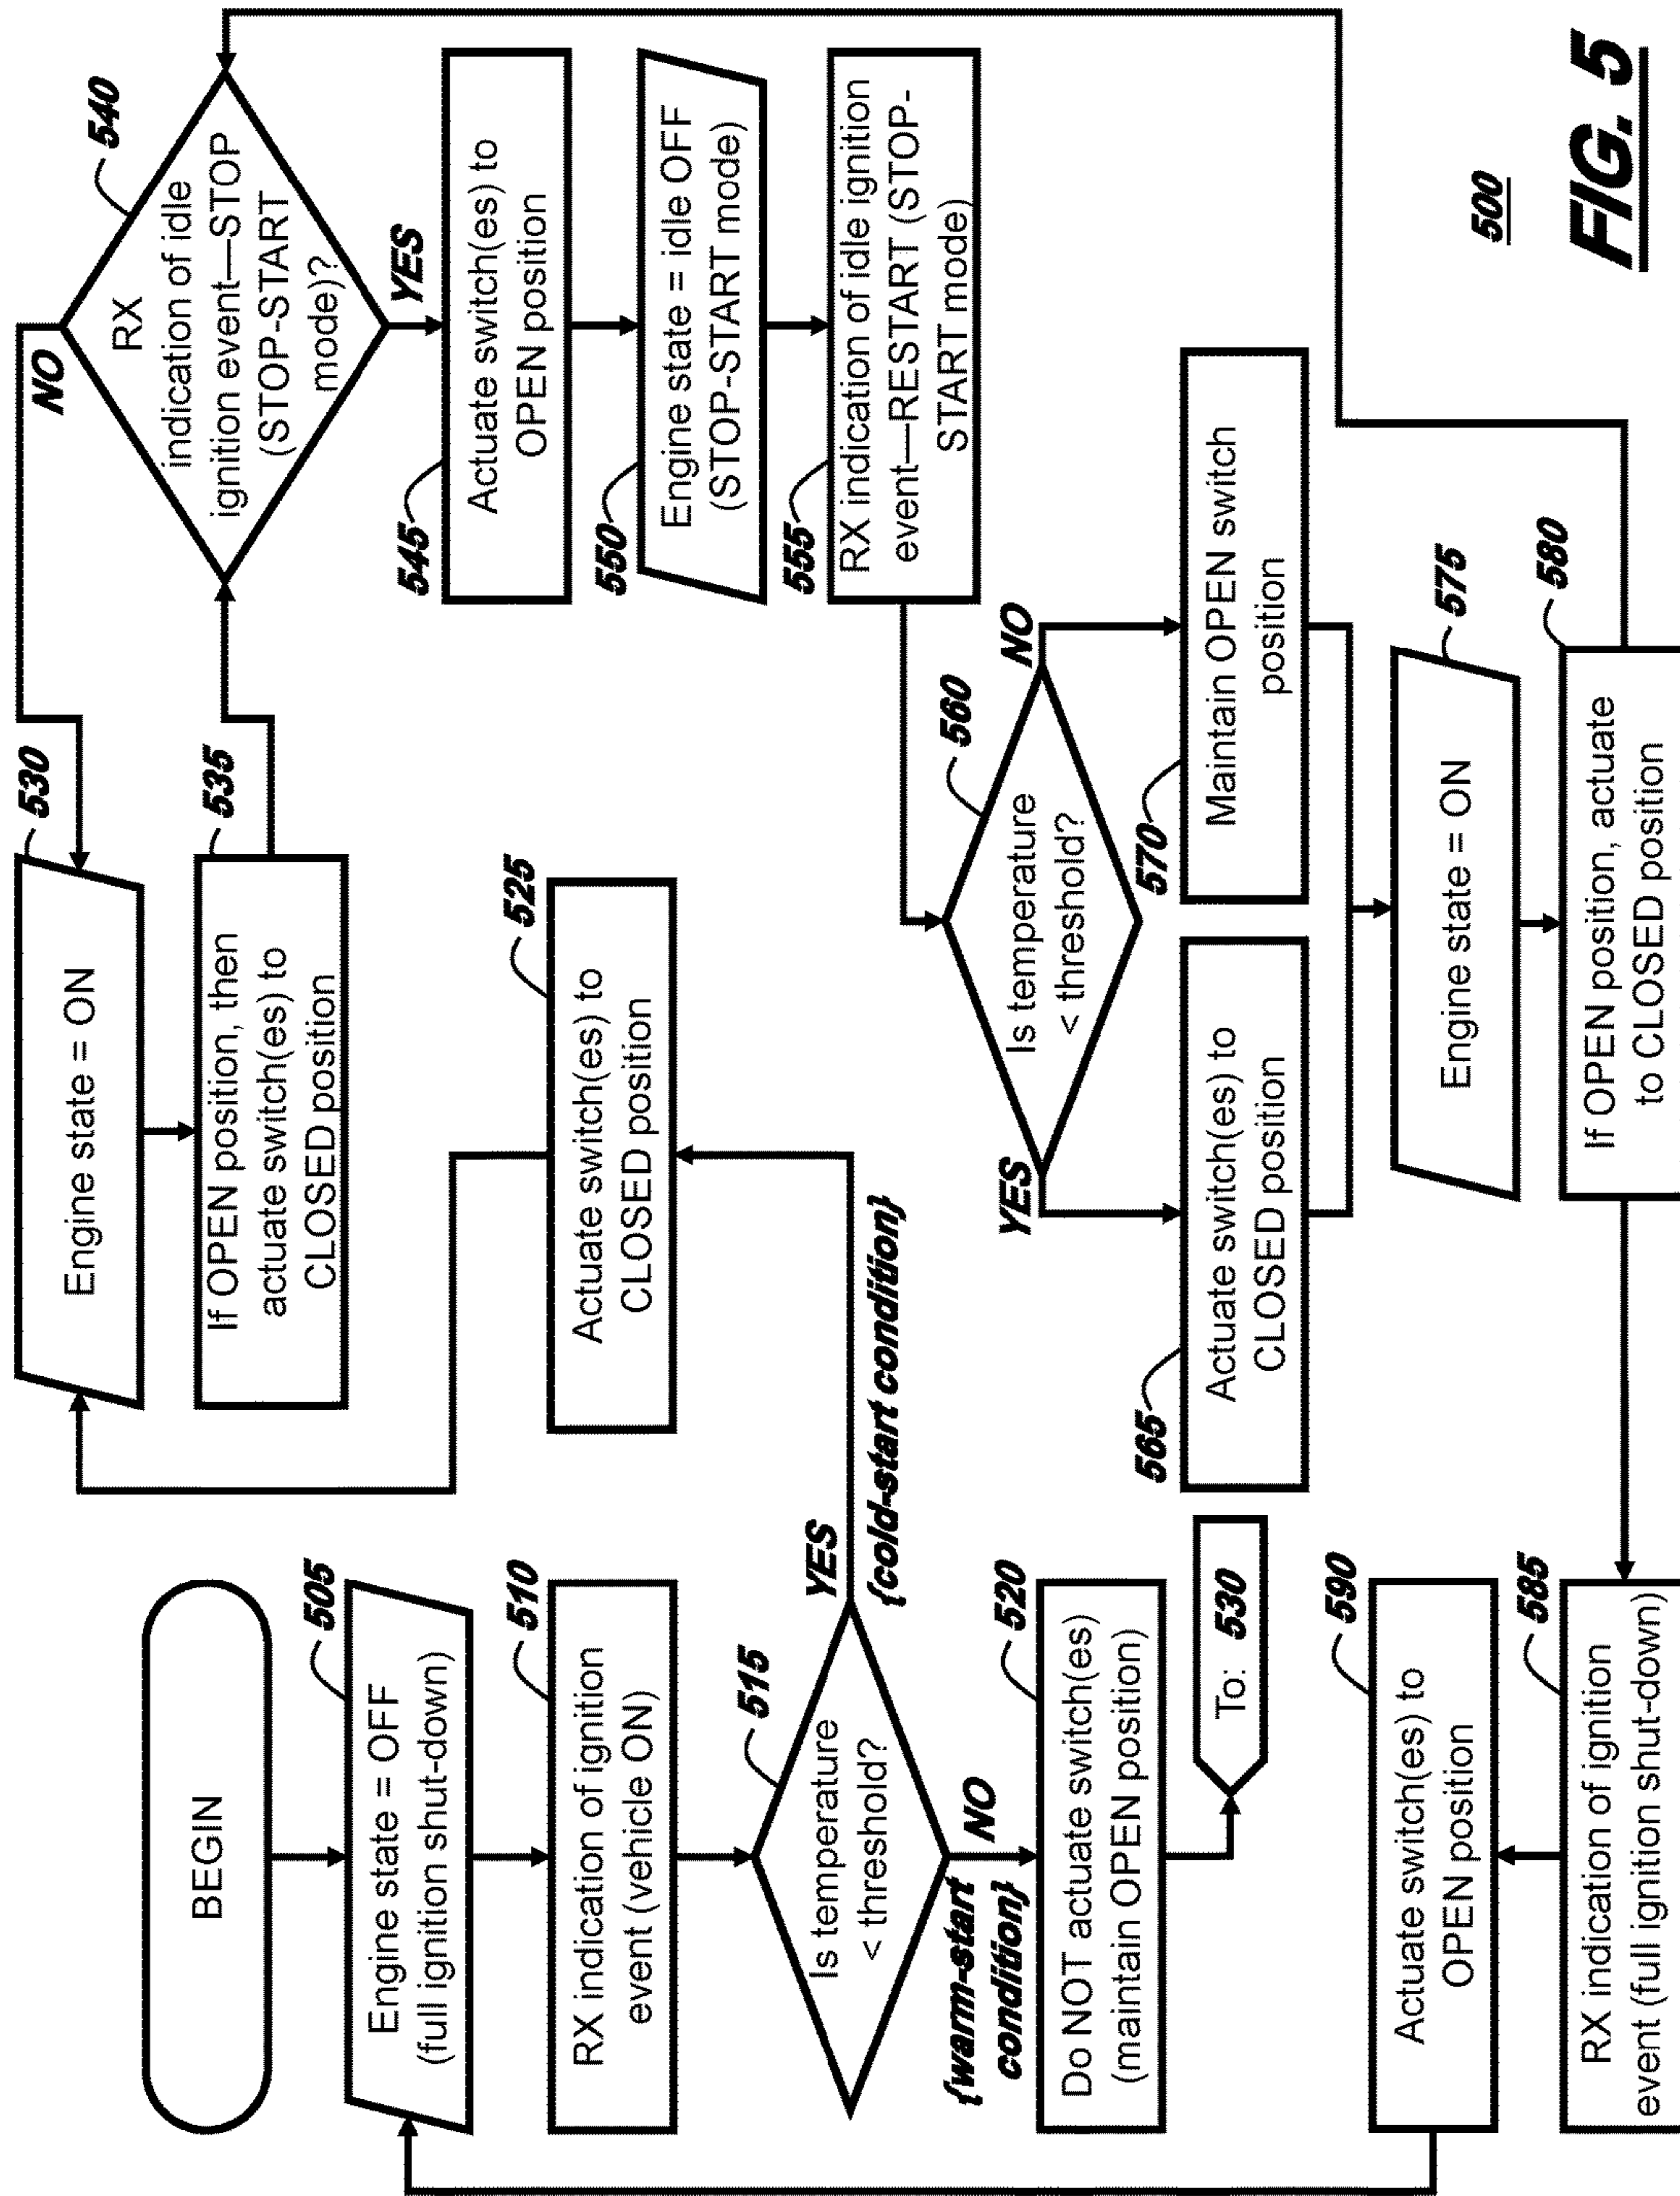 BEGIN
505
Engine state = OFF
(full ignition shut-down)
510
RX indication of ignition
event (vehicle ON)
515
Is temperature
< threshold?
YES
{cold-start condition}
NO
{warm-start
condition}
520
Do NOT actuate switch(es)
(maintain OPEN position)
To: 530
525
Actuate switch(es) to
CLOSED position
530
Engine state = ON
535
If OPEN position, then
actuate switch(es) to
CLOSED position
540
RX
indication of idle
ignition event—STOP
(STOP-START
mode)?
NO
YES
545
Actuate switch(es) to
OPEN position
550
Engine state = idle OFF
(STOP-START mode)
555
RX indication of idle ignition
event—RESTART (STOP-
START mode)
560
Is temperature
< threshold?
YES
NO
565
Actuate switch(es) to
CLOSED position
570
Maintain OPEN switch
position
575
Engine state = ON
580
If OPEN position, actuate
to CLOSED position
585
RX indication of ignition
event (full ignition shut-down)
590
Actuate switch(es) to
OPEN position
500
FIG. 5